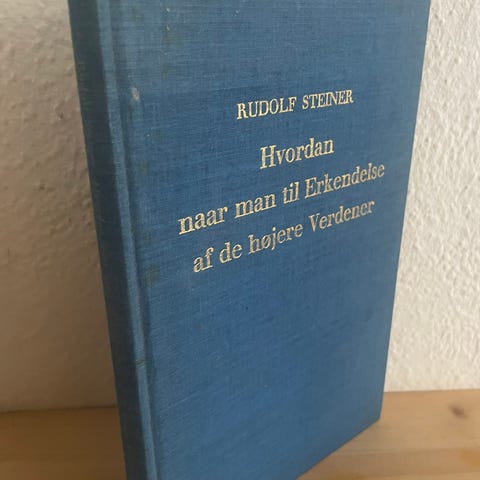 RUDOLF STEINER
Hvordan
naar man til Erkendelse
af de højere Verdener